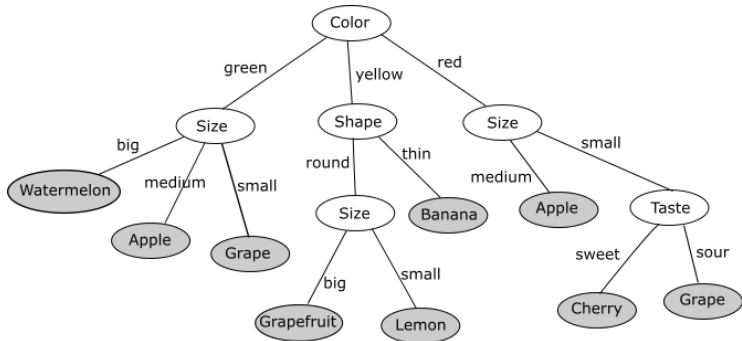 Color
green
yellow
red
Size
Shape
Size
big
medium
small
round
thin
medium
small
Watermelon
Apple
Grape
Size
Banana
Apple
Taste
big
small
sweet
sour
Grapefruit
Lemon
Cherry
Grape